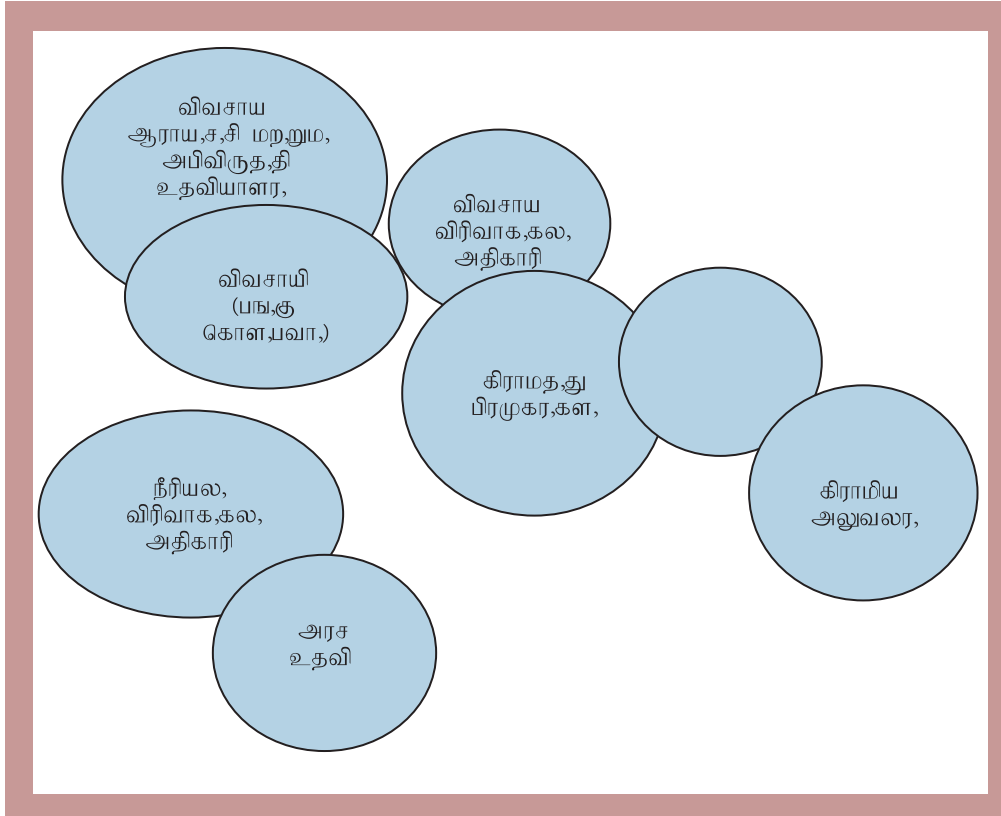 விவசாய
ஆராய,ச,சி மற,றும,
அபிவிருத,தி
உதவியாளர,
விவசாய
விரிவாக,கல,
அதிகாரி
விவசாயி
(பங,கு
கொள,பவா,)
கிராமத,து
பிரமுகர,கள,
நீரியல,
விரிவாக,கல,
அதிகாரி
கிராமிய
அலுவலர,
அரச
உதவி